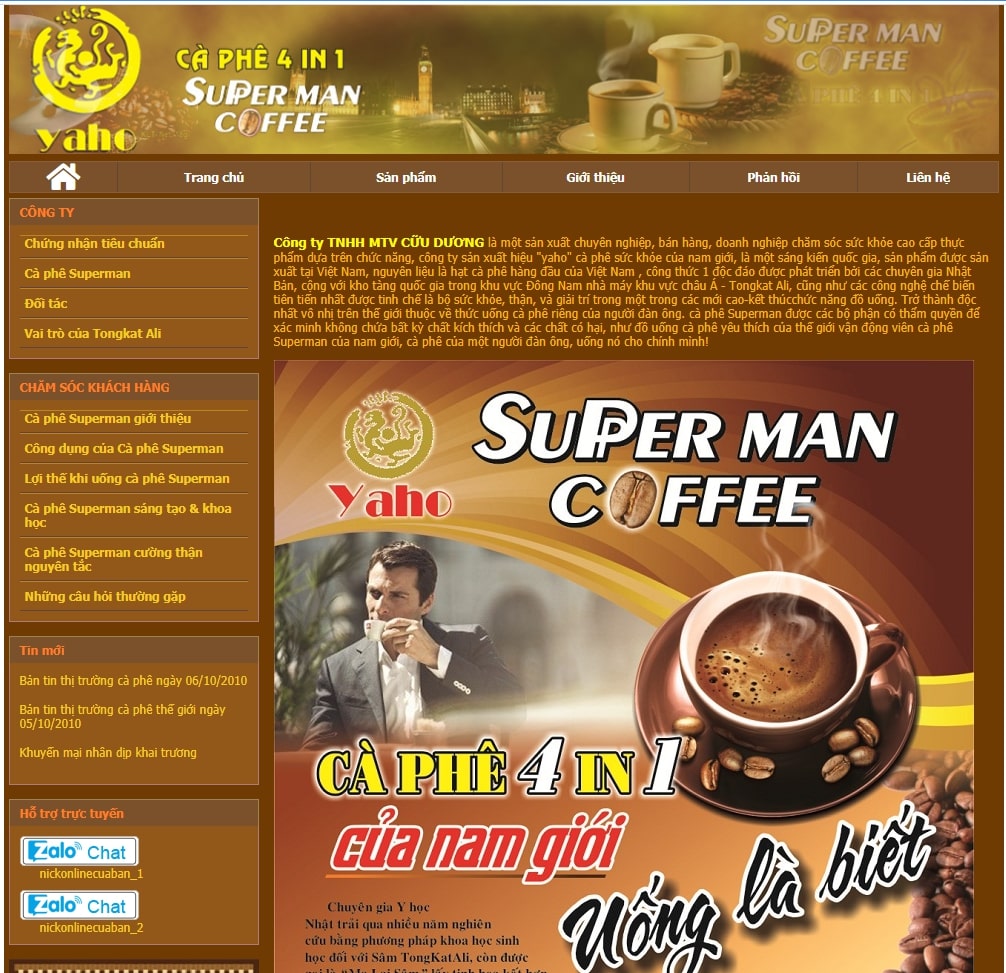 yaho
CÀ PHÊ 4 IN 1
SUPPER MAN
COFFEE
SUPPER MAN
COFFEE
CÀ PHÊ 4 IN 1
Trang chủ
Sản phẩm
Giới thiệu
Phản hồi
Liên hệ
CÔNG TY
Chứng nhận tiêu chuẩn
Cà phê Superman
Đối tác
Vai trò của Tongkat Ali
CHĂM SÓC KHÁCH HÀNG
Cà phê Superman giới thiệu
Công dụng của Cà phê Superman
Lợi thế khi uống cà phê Superman
Cà phê Superman sáng tạo & khoa
học
Cà phê Superman cường thận
nguyên tắc
Những câu hỏi thường gặp
Tin mới
Bản tin thị trường cà phê ngày 06/10/2010
Bản tin thị trường cà phê thế giới ngày
05/10/2010
Khuyến mại nhân dịp khai trương
Hỗ trợ trực tuyến
Zalo Chat
nickonlinecuaban_1
Zalo Chat
nickonlinecuaban_2
Công ty TNHH MTV CỬU DƯƠNG là một sản xuất chuyên nghiệp, bán hàng, doanh nghiệp chăm sóc sức khỏe cao cấp thực
phẩm dựa trên chức năng, công ty sản xuất hiệu "yaho" cà phê sức khỏe của nam giới, là một sáng kiến quốc gia, sản phẩm được sản
xuất tại Việt Nam, nguyên liệu là hạt cà phê hàng đầu của Việt Nam , công thức 1 độc đáo được phát triển bởi các chuyên gia Nhật
Bản, cộng với kho tàng quốc gia trong khu vực Đông Nam nhà máy khu vực châu Á - Tongkat Ali, cũng như các công nghệ chế biến
tiên tiến nhất được tinh chế là bộ sức khỏe, thận, và giải trí trong một trong các mới cao-kết thúcchức năng đồ uống. Trở thành độc
nhất vô nhị trên thế giới thuộc về thức uống cà phê riêng của người đàn ông. cà phê Superman được các bộ phận có thẩm quyền để
xác minh không chứa bất kỳ chất kích thích và các chất có hại, như đồ uống cà phê yêu thích của thế giới vận động viên cà phê
Superman của nam giới, cà phê của một người đàn ông, uống nó cho chính mình!
Yaho
SUPPER MAN
COFFEE
CÀ PHÊ 4 IN 1
của nam giới
Uống là biết
Chuyên gia Y học
Nhật trải qua nhiều năm nghiên
cứu bằng phương pháp khoa học sinh
học đối với Sâm TongKatAli, còn được
gọi là “Mã Lai Sâm” lấy tinh hoa kết hợp